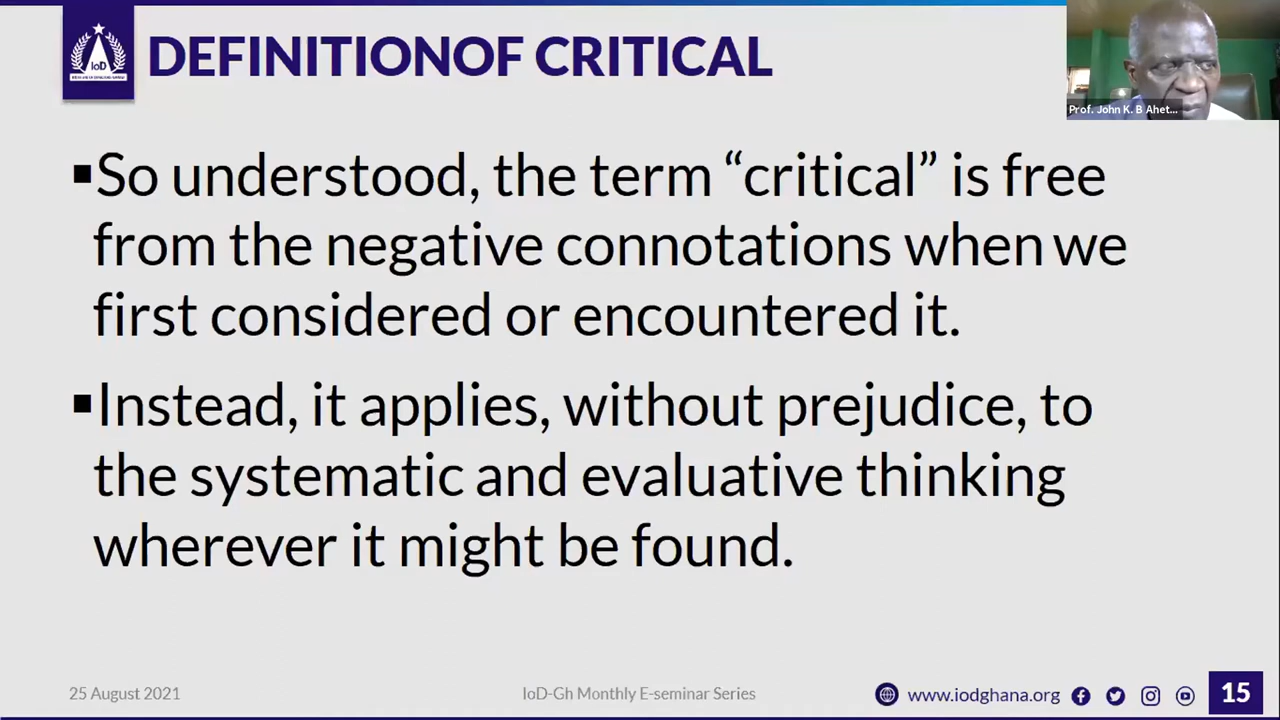 IoD
DEFINITIONOF CRITICAL
Prof. John K. B Ahet...
▪So understood, the term “critical” is free
from the negative connotations when we
first considered or encountered it.
▪Instead, it applies, without prejudice, to
the systematic and evaluative thinking
wherever it might be found.
25 August 2021
IoD-Gh Monthly E-seminar Series
www.iodghana.org
15